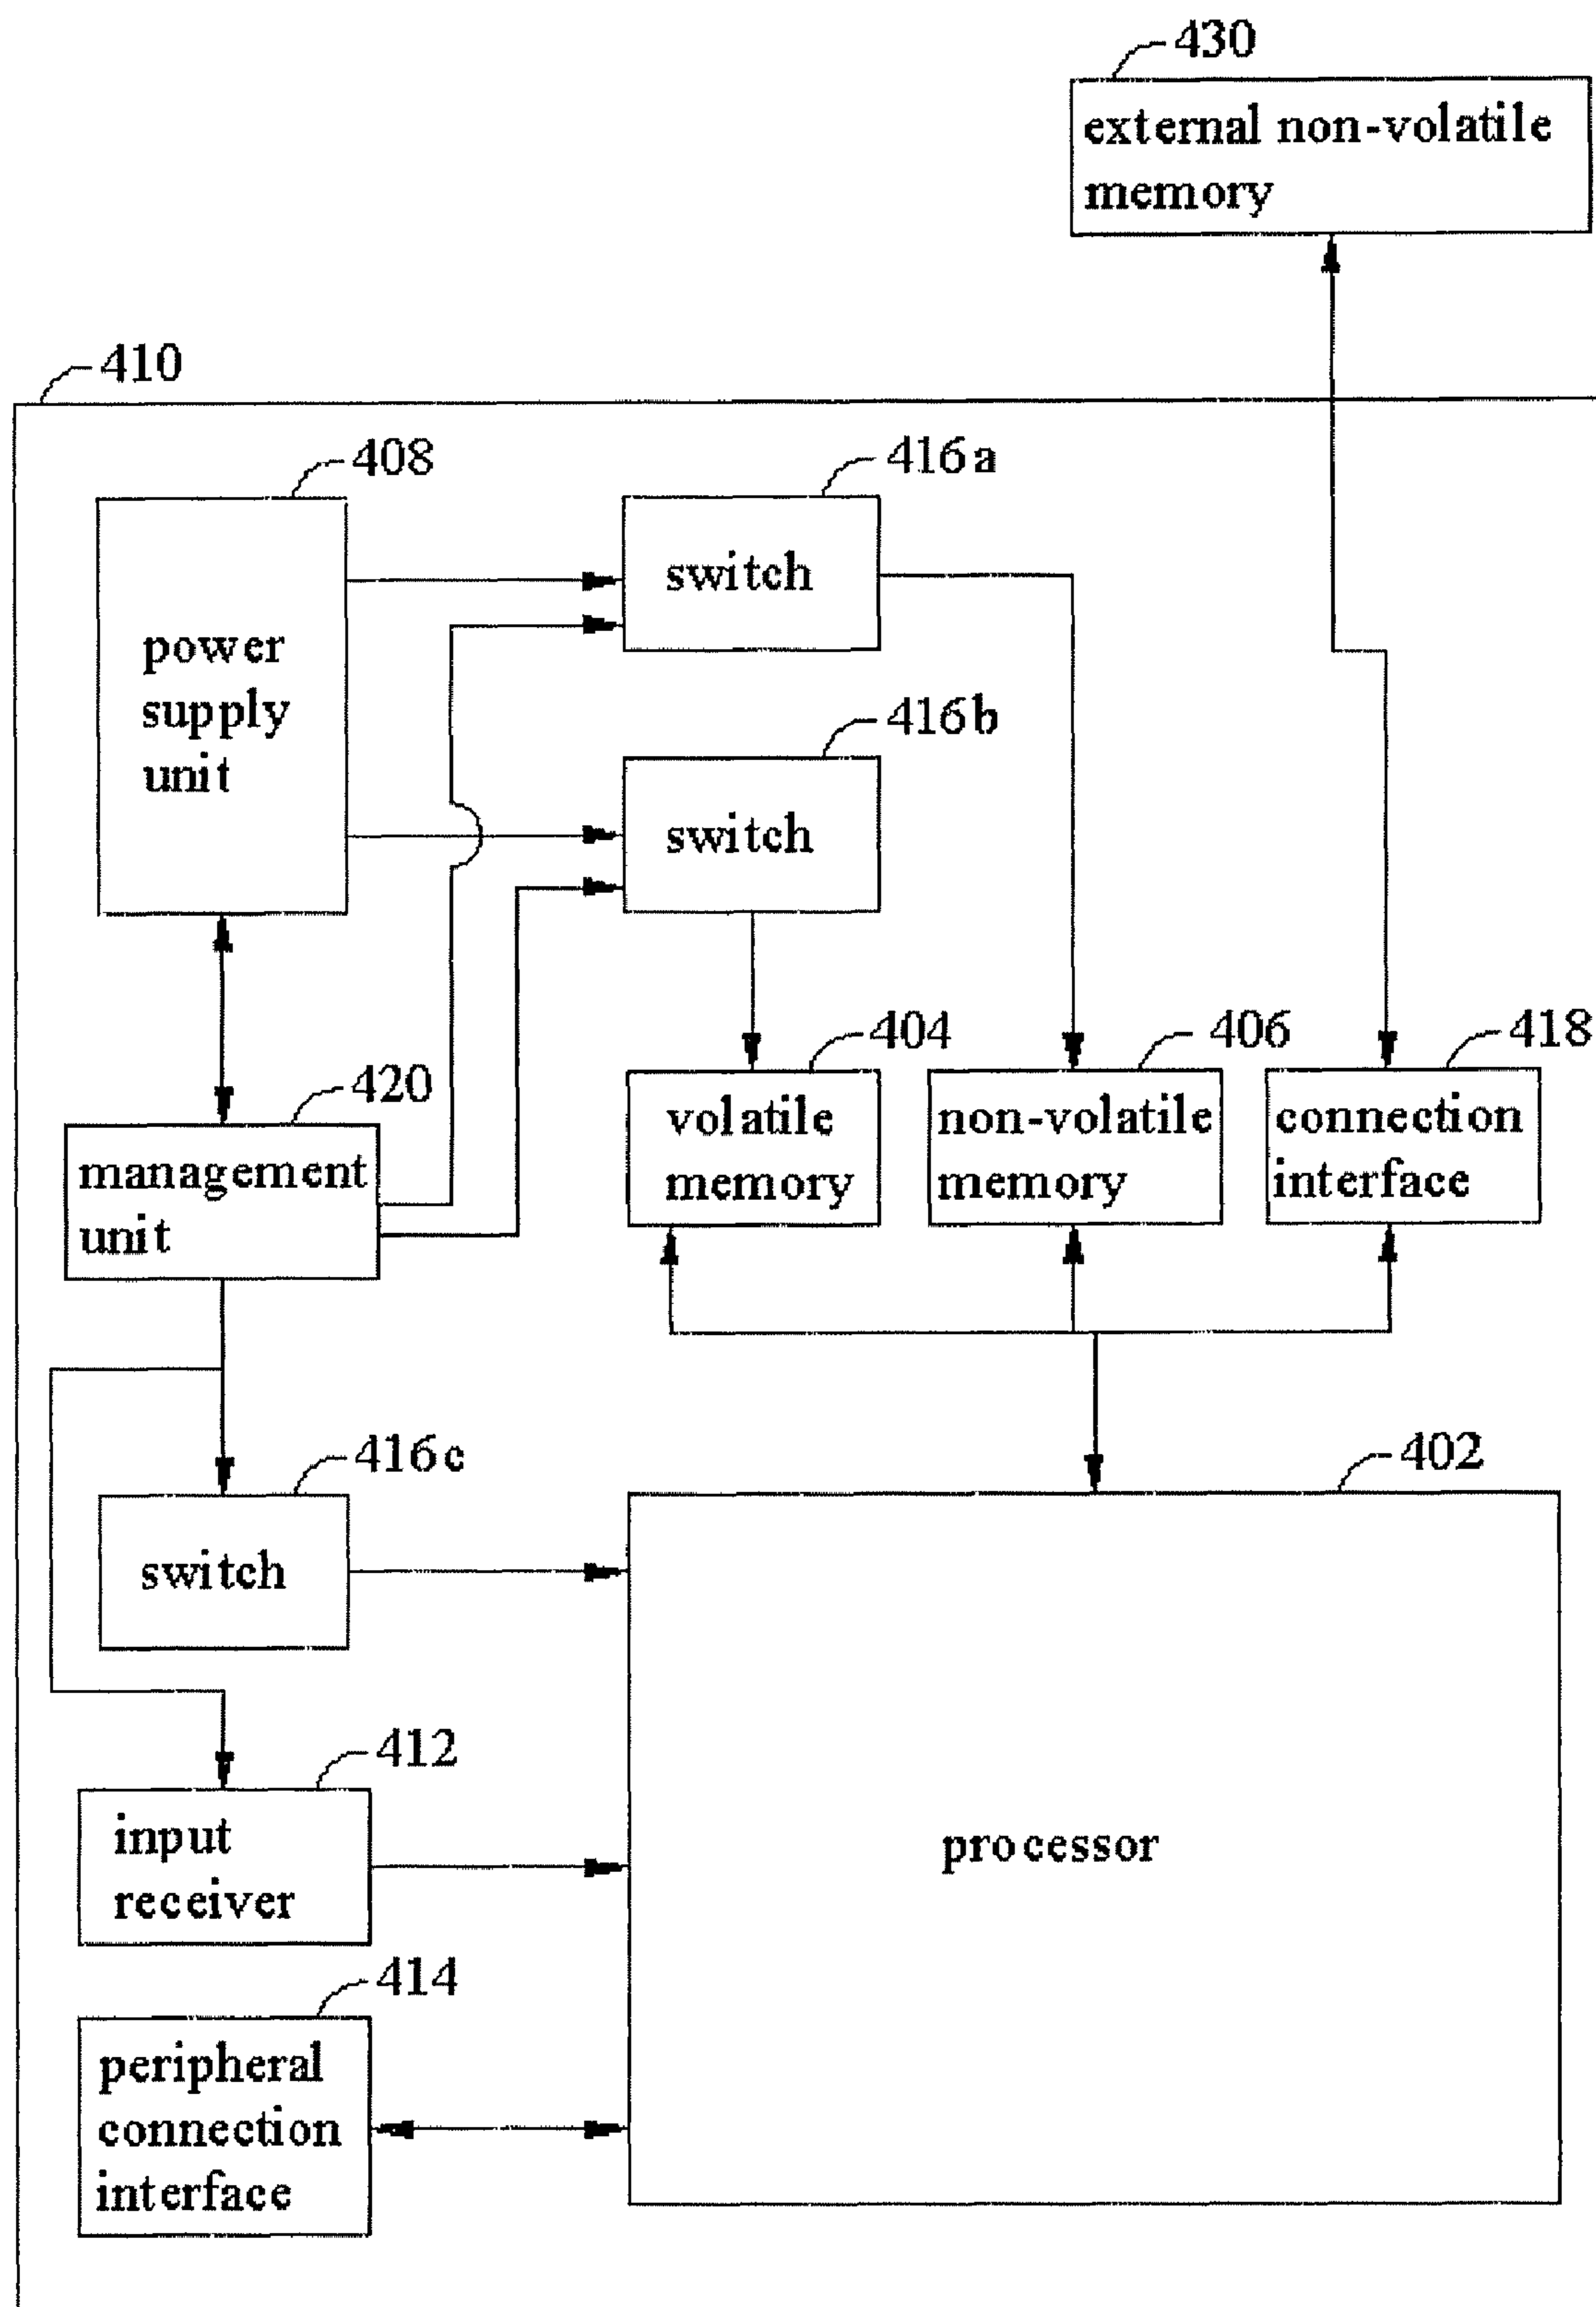 430
external non-volatile
memory
410
408
416a
switch
power
supply
unit
416b
switch
420
management
unit
404
volatile
memory
406
non-volatile
memory
418
connection
interface
416c
switch
402
processor
412
input
receiver
414
peripheral
connection
interface